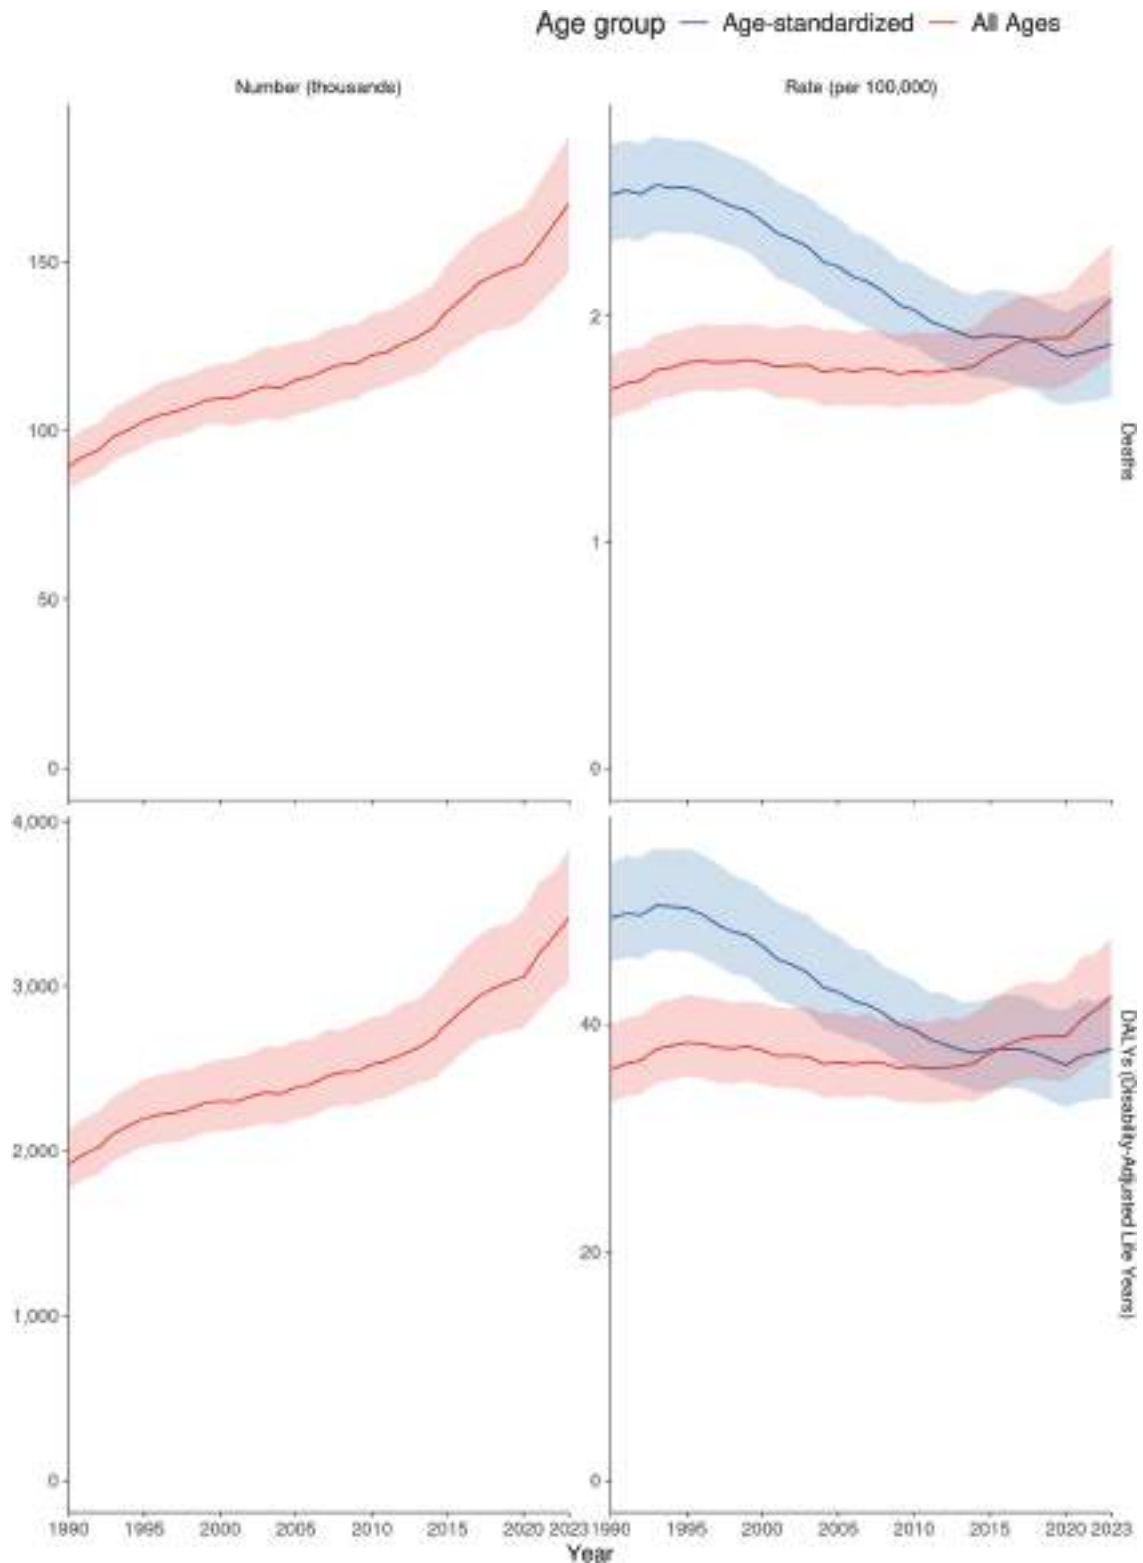 Age group Age-standardized All Ages
Number (thousands) Rate (per 100,000)
150
100
50
0
2
1
0
Deaths
4,000
3,000
2,000
1,000
0
40
20
0
DALYs (Disability-Adjusted Life Years)
1990 1995 2000 2005 2010 2015 2020 2023 1990 1995 2000 2005 2010 2015 2020 2023
Year